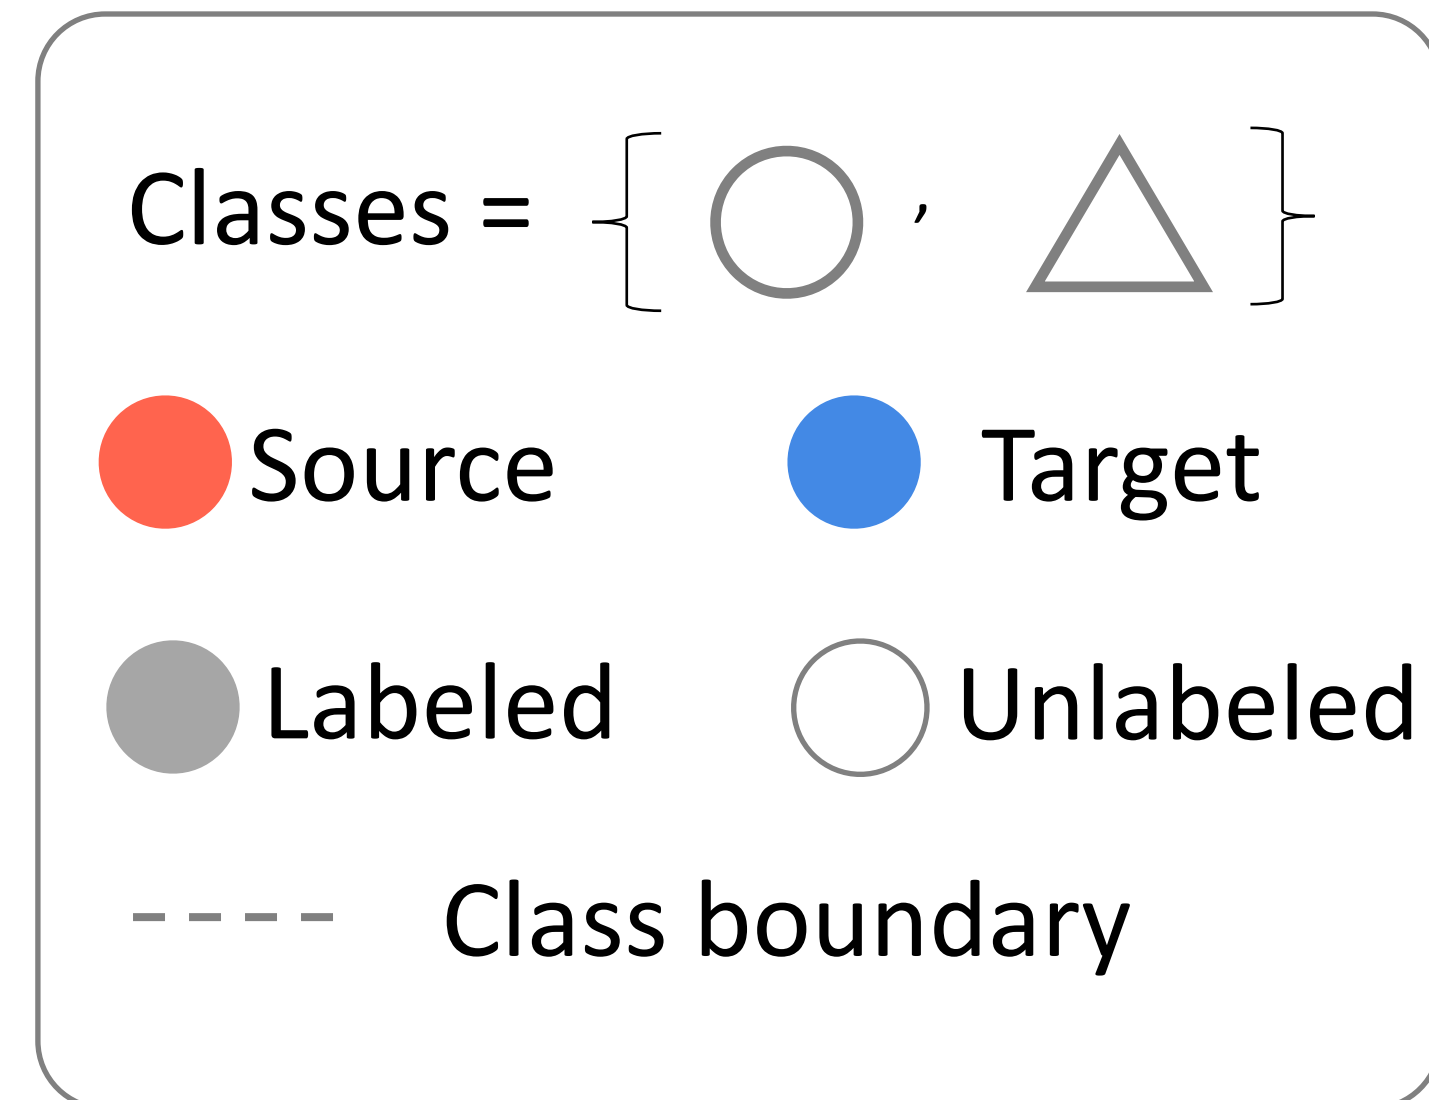 Classes = { , }
Source Target
Labeled Unlabeled
Class boundary